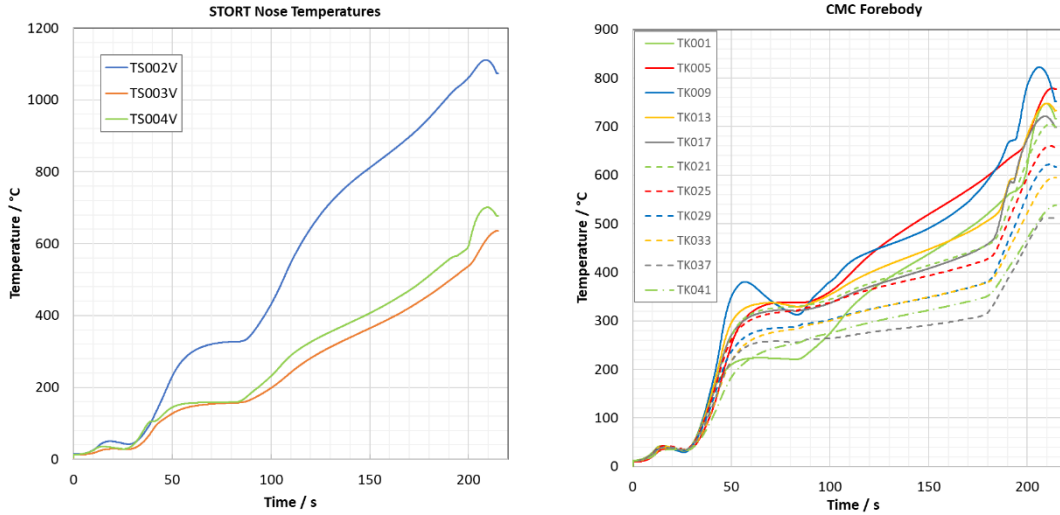 STORT Nose Temperatures
1200
1000
800
600
400
200
0
0
50
100
150
200
Temperature / °C
Time / s
TS002V
TS003V
TS004V
CMC Forebody
900
800
700
600
500
400
300
200
100
0
0
50
100
150
200
Temperature / °C
Time / s
TK001
TK005
TK009
TK013
TK017
TK021
TK025
TK029
TK033
TK037
TK041